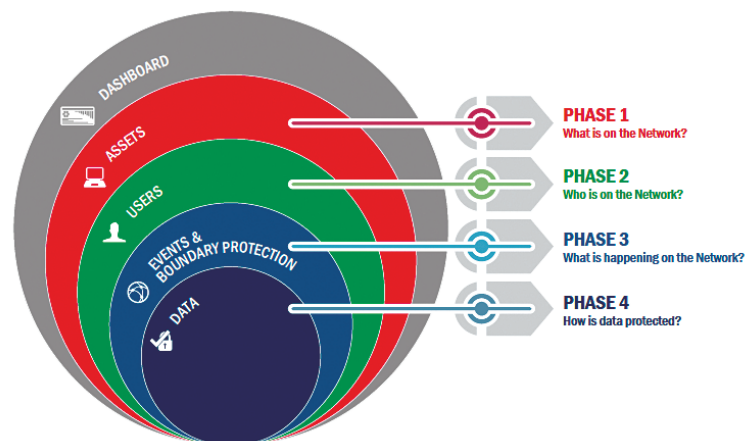 DASHBOARD
ASSETS
USERS
EVENTS &
BOUNDARY PROTECTION
DATA
PHASE 1
What is on the Network?
PHASE 2
Who is on the Network?
PHASE 3
What is happening on the Network?
PHASE 4
How is data protected?